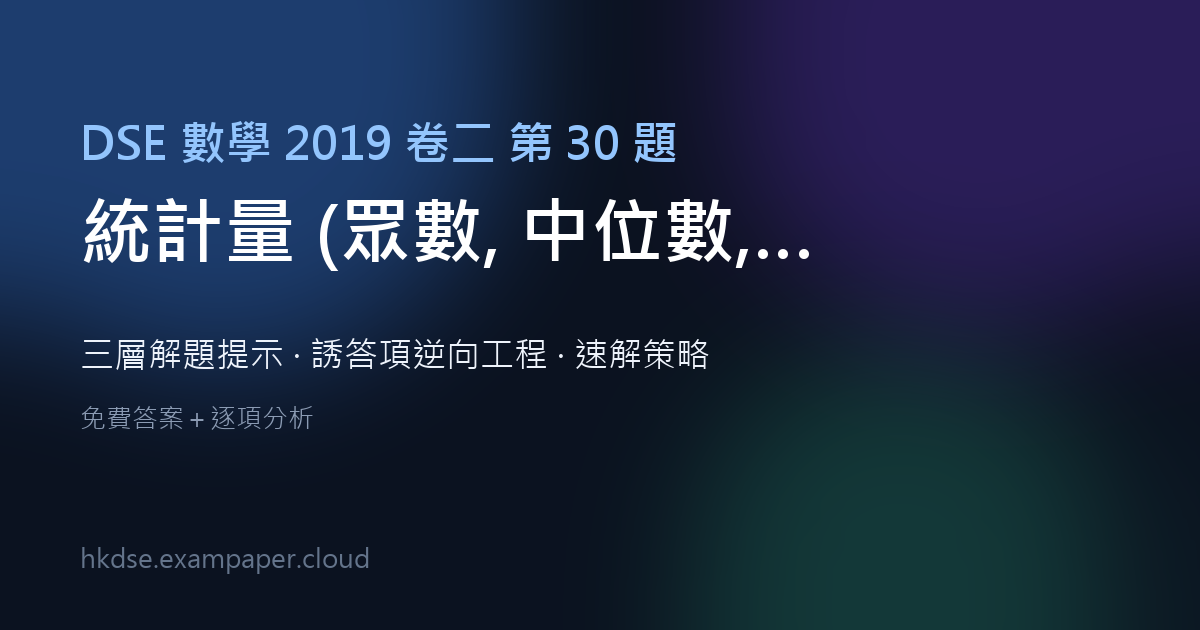 DSE 數學 2019 卷二 第 30 題
統計量 (眾數, 中位數,…
三層解題提示 · 誘答項逆向工程 · 速解策略
免費答案 + 逐項分析
hkdse.exampaper.cloud